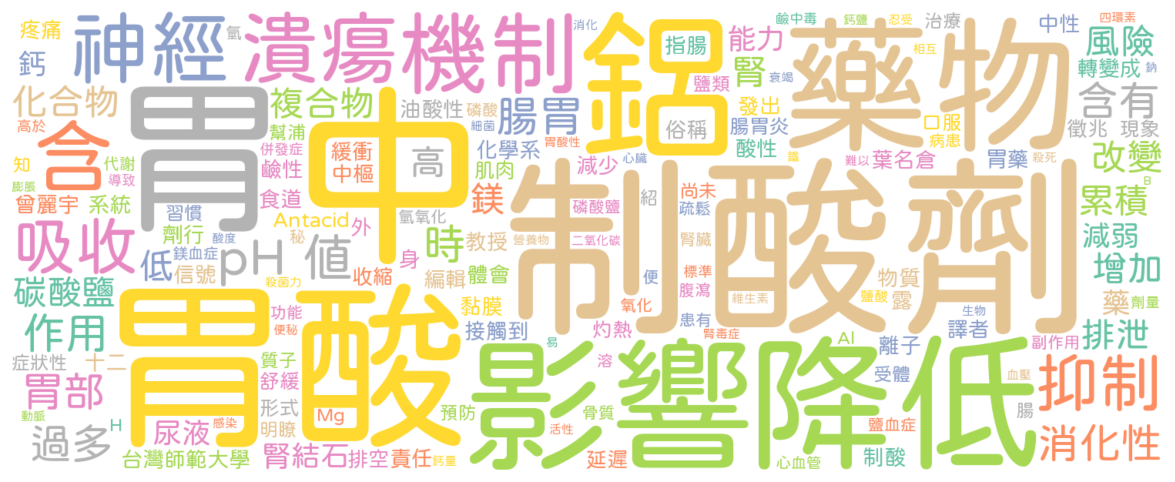 疼痛
神經
氫
潰瘍
機制
消化
鋁
指腸
能力
鹼中毒
鈣鹽
忍受
藥物
治療
相互
中性
四環素
風險
鈣
腎
衰竭
轉變成
鈉
化合物
胃
複合物
油酸性
磷酸
腸胃
鹽類
發出
含有
高於
幫浦
中
細菌
俗稱
腸胃炎
口服
徵兆
現象
含
併發症
緩衝
高
化學系
胃酸性
酸性
病患
知
代謝
鹼性
中樞
肌肉
減少
心臟
鐵
難以
葉名倉
胃藥
殺死
改變
膨脹
導致
食道
鎂
制酸劑
B
曾麗宇
系統
習慣
Antacid
外
氫氧化
磷酸鹽
紹
尚未
疏鬆
累積
吸收
劑行
酸度
秘
時
教授
營養物
二氧化碳
腎臟
減弱
低
鎂血症
信號
pH
值
身
編輯
體會
便
標準
物質
增加
碳酸鹽
殺菌力
收縮
黏膜
氧化
腹瀉
維生素
鹽酸
露
藥
劑量
作用
功能
便秘
胃酸
接觸到
灼熱
患有
腎毒症
生物
譯者
排泄
症狀性
十二
質子
影響
易
溶
降低
Al
離子
副作用
胃部
舒緩
受體
血壓
抑制
動脈
H
感染
形式
Mg
預防
骨質
腸
過多
尿液
明瞭
活性
鹽血症
消化性
台灣師範大學
腎結石
排空
責任
鈣量
延遲
心血管
制酸